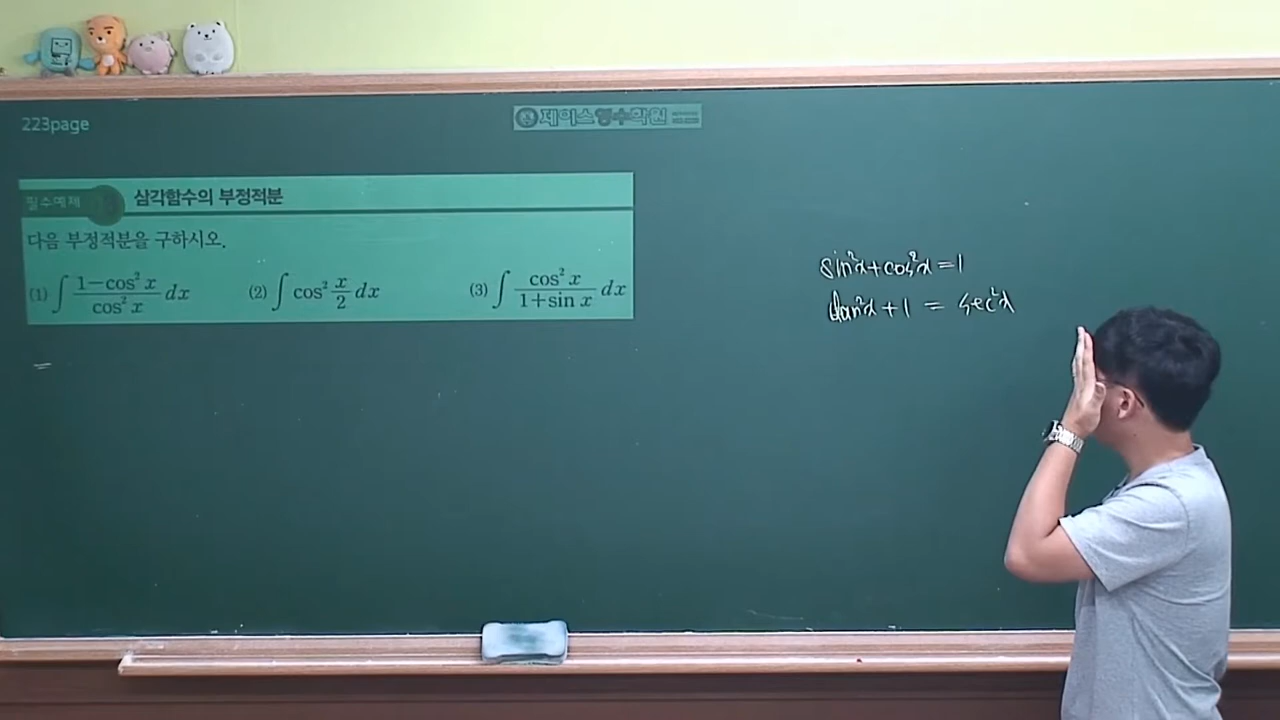 223page
제이스영수학원
필수예제
삼각함수의 부정적분
다음 부정적분을 구하시오.
(1) ∫ (1−cos² x)/(cos² x) dx (2) ∫ cos² x/2 dx (3) ∫ (cos² x)/(1+sin x) dx
sin²x+cos²x=1
tan²x+1 = sec²x
=